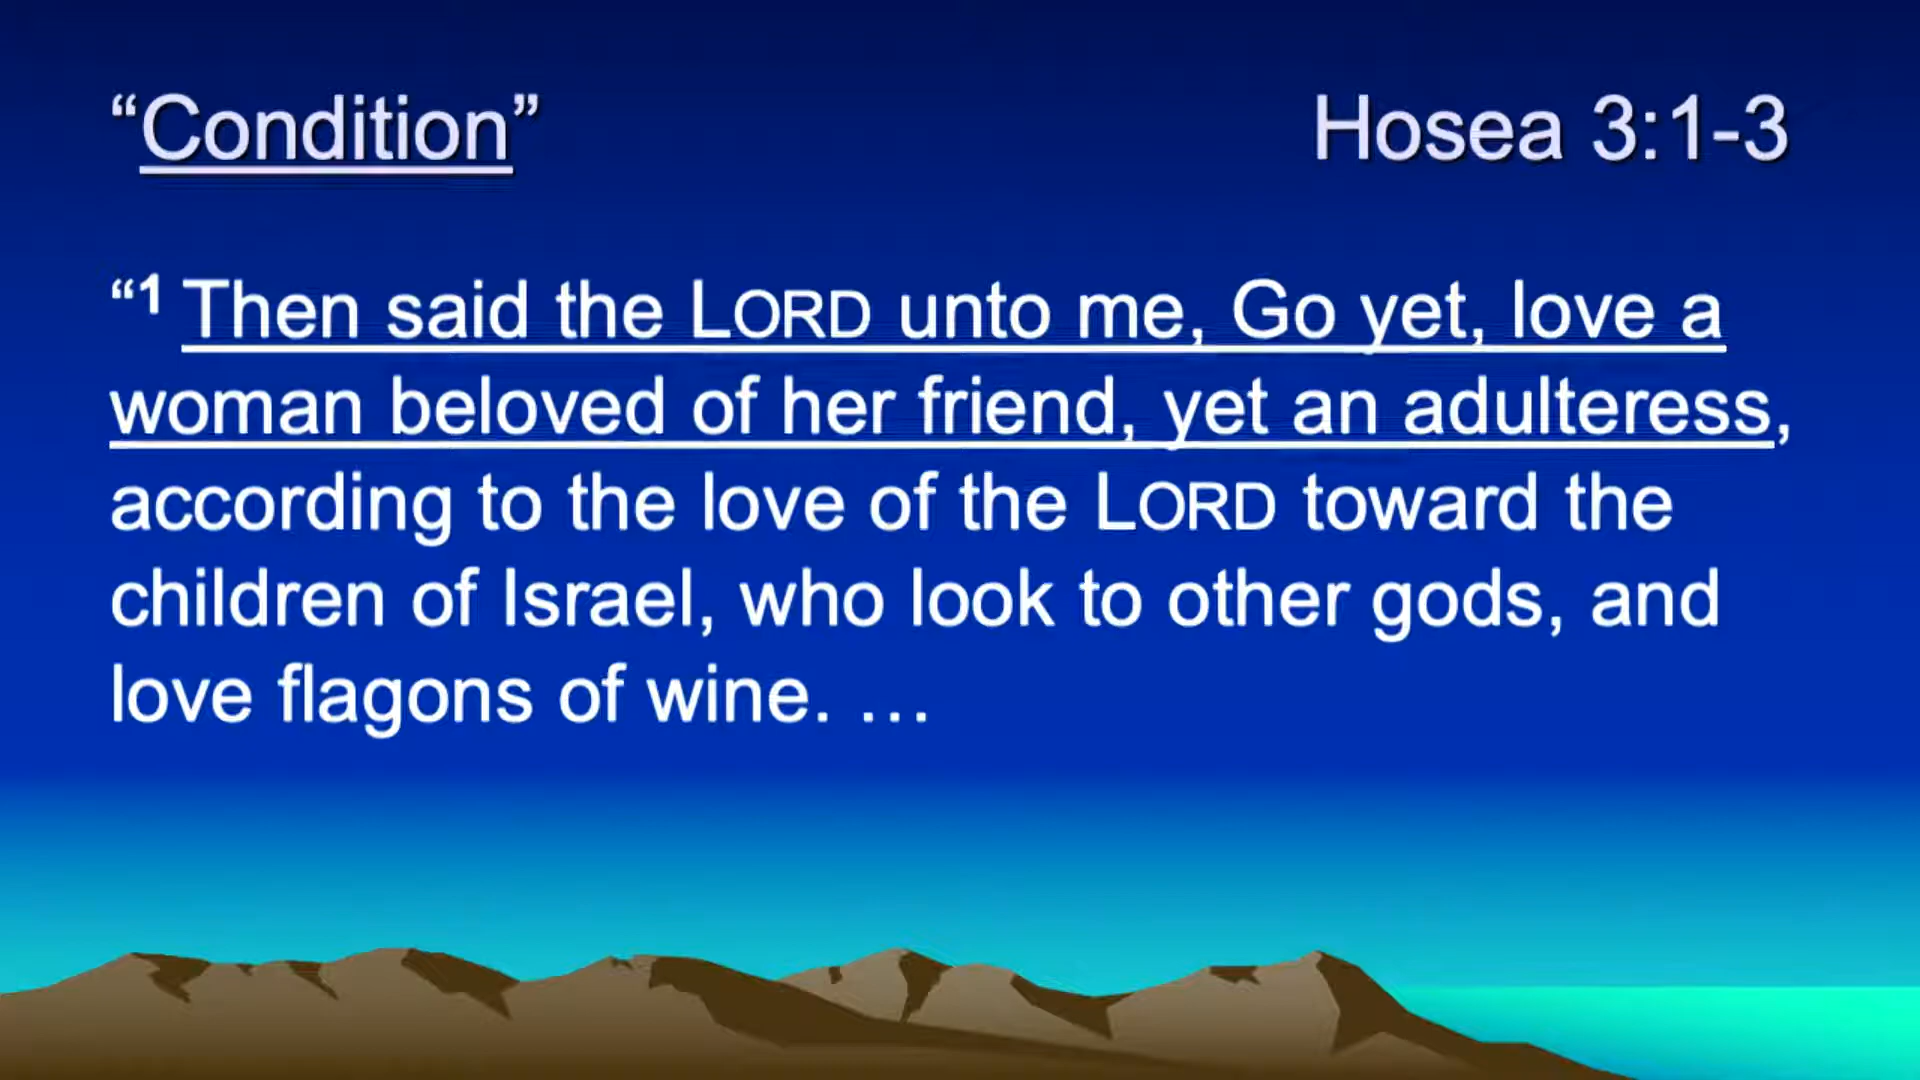 “Condition” Hosea 3:1-3
“1 Then said the LORD unto me, Go yet, love a
woman beloved of her friend, yet an adulteress,
according to the love of the LORD toward the
children of Israel, who look to other gods, and
love flagons of wine. …